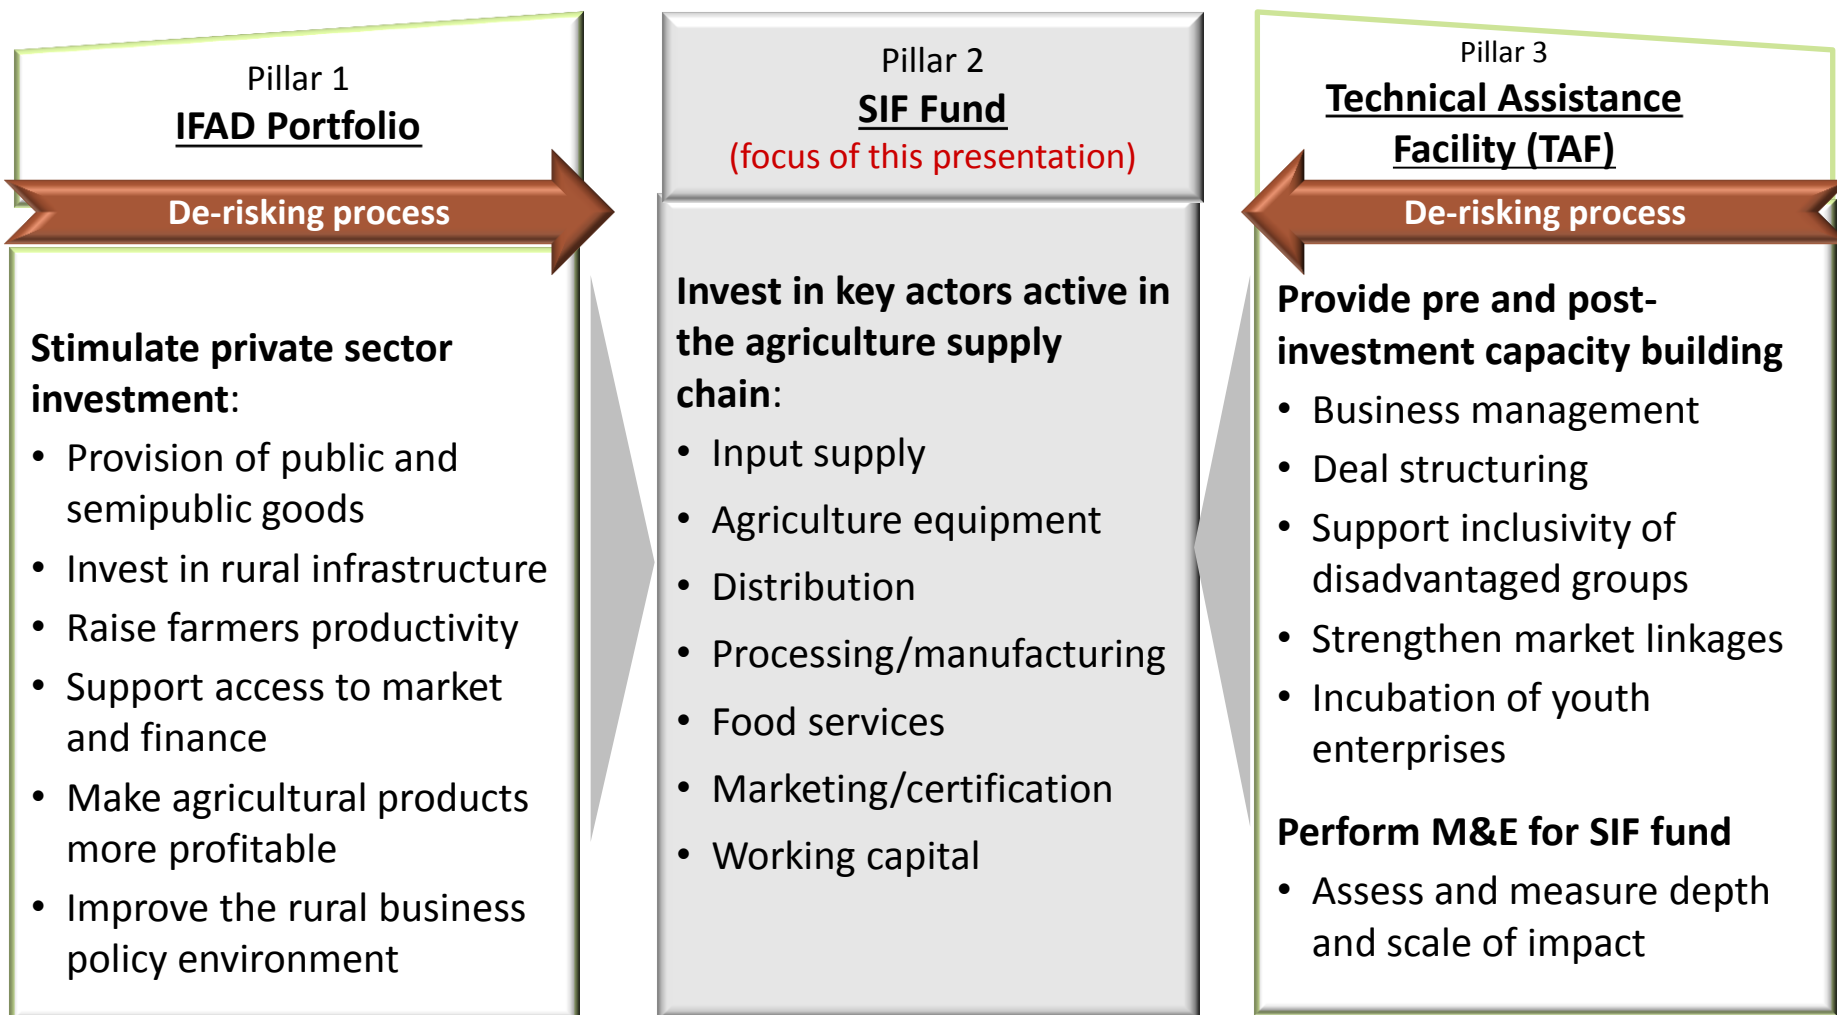 Pillar 1
IFAD Portfolio
De-risking process
Stimulate private sector
investment:
• Provision of public and
semipublic goods
• Invest in rural infrastructure
• Raise farmers productivity
• Support access to market
and finance
• Make agricultural products
more profitable
• Improve the rural business
policy environment
Pillar 2
SIF Fund
(focus of this presentation)
Invest in key actors active in
the agriculture supply
chain:
• Input supply
• Agriculture equipment
• Distribution
• Processing/manufacturing
• Food services
• Marketing/certification
• Working capital
Pillar 3
Technical Assistance
Facility (TAF)
De-risking process
Provide pre and post-
investment capacity building
• Business management
• Deal structuring
• Support inclusivity of
disadvantaged groups
• Strengthen market linkages
• Incubation of youth
enterprises
Perform M&E for SIF fund
• Assess and measure depth
and scale of impact